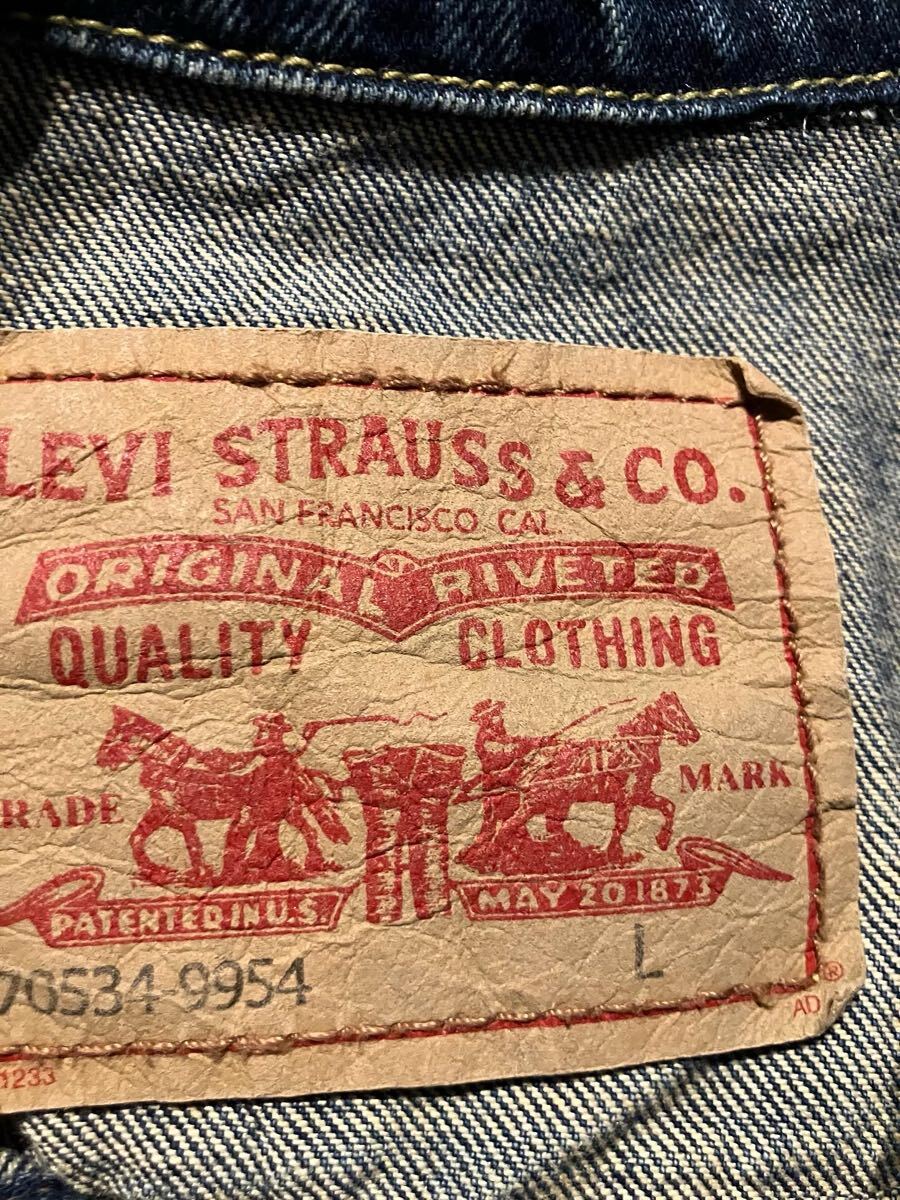 LEVI STRAUSS & CO.
SAN FRANCISCO CAL.
ORIGINAL RIVETED
QUALITY CLOTHING
RADE MARK
PATENTED IN U.S. MAY 20 1873
70534-9954 L
®
AD
1233